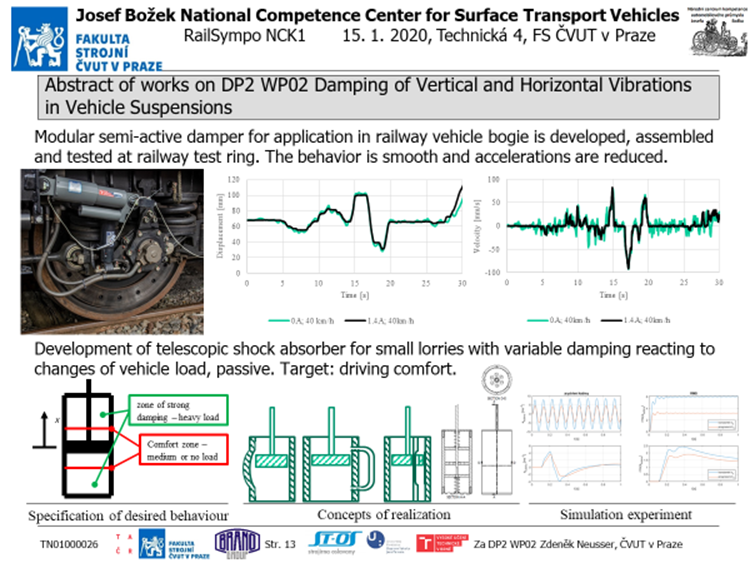 Josef Božek National Competence Center for Surface Transport Vehicles
RailSympo NCK1 15. 1. 2020, Technická 4, FS ČVUT v Praze
FAKULTA
STROJNÍ
ČVUT V PRAZE
Abstract of works on DP2 WP02 Damping of Vertical and Horizontal Vibrations
in Vehicle Suspensions
Modular semi-active damper for application in railway vehicle bogie is developed, assembled
and tested at railway test ring. The behavior is smooth and accelerations are reduced.
Displacement [mm]
120
100
80
60
40
20
0
0 5 10 15 20 25 30
Time [s]
0A; 40 km/h 1.4A; 40km/h
Velocity [mm/s]
100
50
0
-50
-100
0 5 10 15 20 25 30
Time [s]
0A; 40km/h 1.4A; 40km/h
Development of telescopic shock absorber for small lorries with variable damping reacting to
changes of vehicle load, passive. Target: driving comfort.
x
zone of strong
damping – heavy load
Comfort zone –
medium or no load
Specification of desired behaviour
Concepts of realization
Simulation experiment
TN01000026
T A
Č R
FAKULTA
STROJNÍ
ČVUT V PRAZE
BRANO
GROUP
Str. 13
Za DP2 WP02 Zdeněk Neusser, ČVUT v Praze